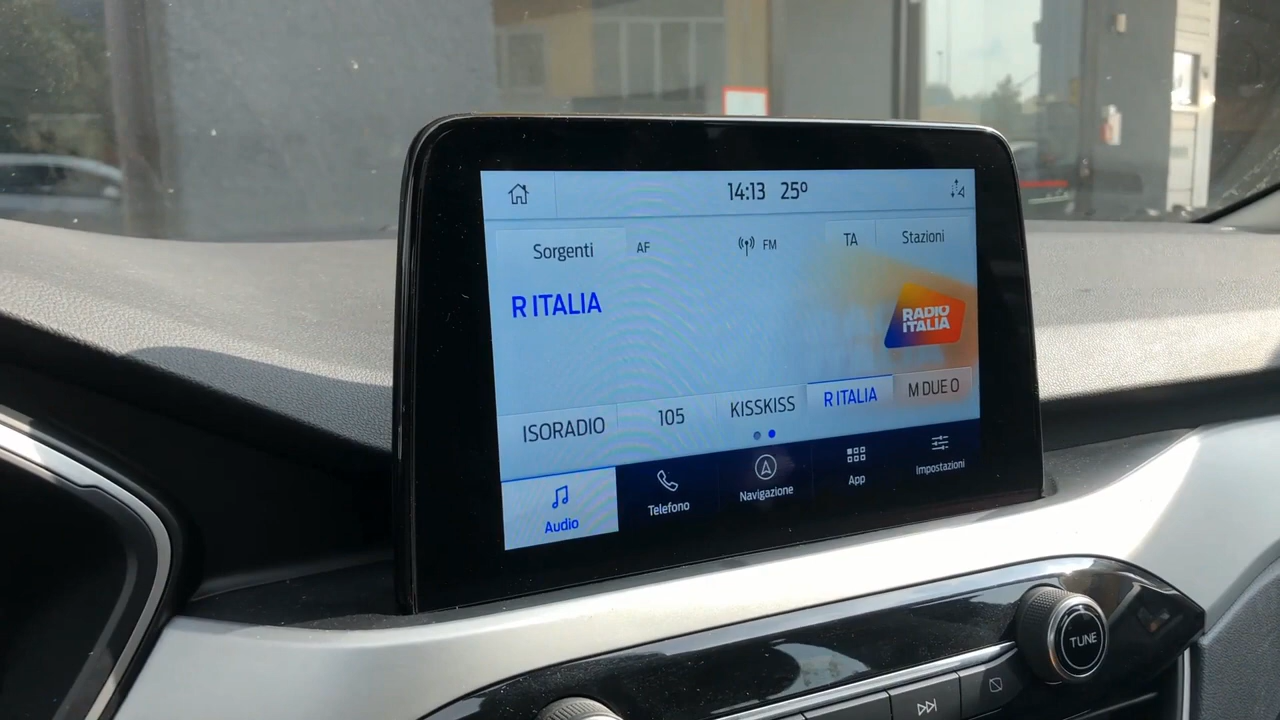 14:13 25º
Sorgenti AF FM TA Stazioni
R ITALIA
RADIO
ITALIA
ISORADIO 105 KISSKISS R ITALIA M DUE O
Audio Telefono Navigazione App Impostazioni
TUNE